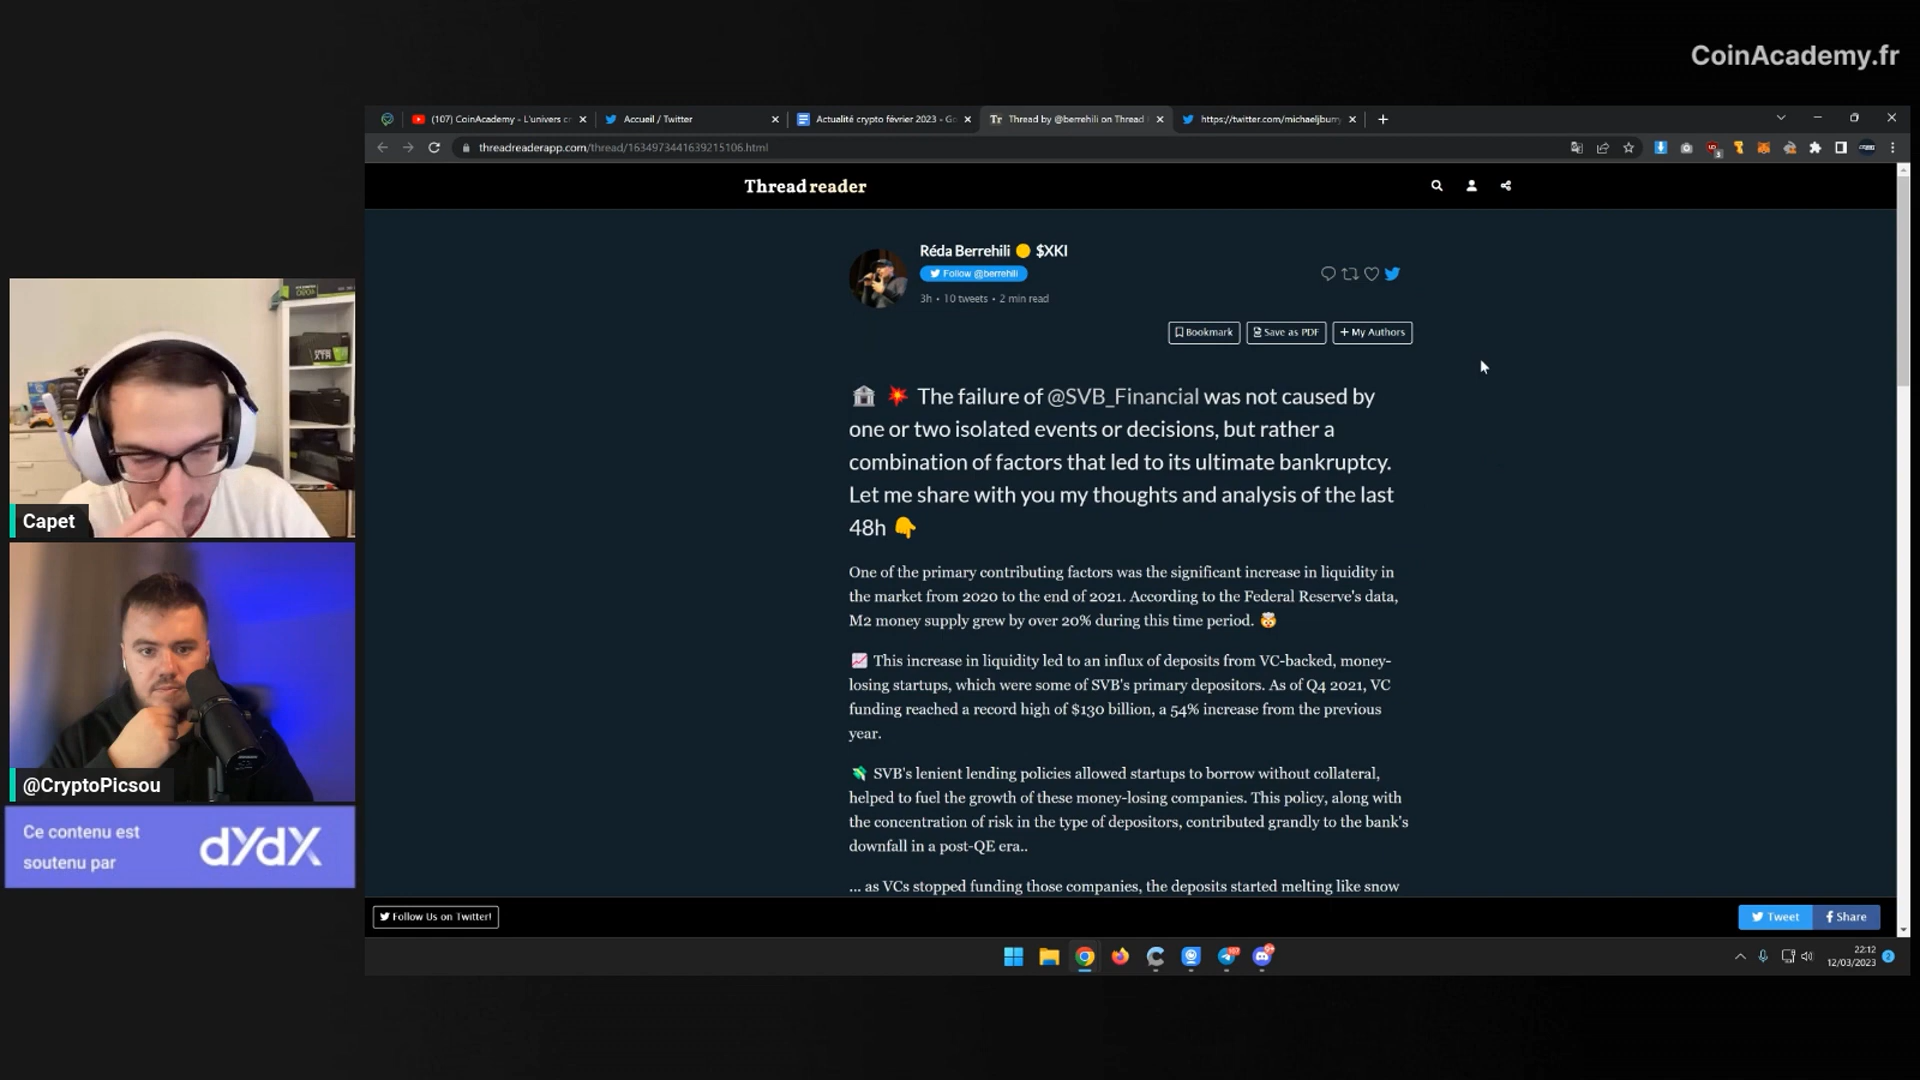 CoinAcademy.fr
(107) CoinAcademy - L'univers cr
Accueil / Twitter
Actualité crypto février 2023 - Go
Tr Thread by @berrehili on Thread
https://twitter.com/michaeljburry
threadreaderapp.com/thread/1634973441639215106.html
Thread reader
Réda Berrehili $XKI
Follow @berrehili
3h • 10 tweets • 2 min read
Bookmark
Save as PDF
+ My Authors
The failure of @SVB_Financial was not caused by
one or two isolated events or decisions, but rather a
combination of factors that led to its ultimate bankruptcy.
Let me share with you my thoughts and analysis of the last
48h
One of the primary contributing factors was the significant increase in liquidity in
the market from 2020 to the end of 2021. According to the Federal Reserve's data,
M2 money supply grew by over 20% during this time period.
This increase in liquidity led to an influx of deposits from VC-backed, money-
losing startups, which were some of SVB's primary depositors. As of Q4 2021, VC
funding reached a record high of $130 billion, a 54% increase from the previous
year.
SVB's lenient lending policies allowed startups to borrow without collateral,
helped to fuel the growth of these money-losing companies. This policy, along with
the concentration of risk in the type of depositors, contributed grandly to the bank's
downfall in a post-QE era..
... as VCs stopped funding those companies, the deposits started melting like snow
Follow Us on Twitter!
Tweet
Share
22:12
12/03/2023
Capet
@CryptoPicsou
Ce contenu est
soutenu par
dYdX